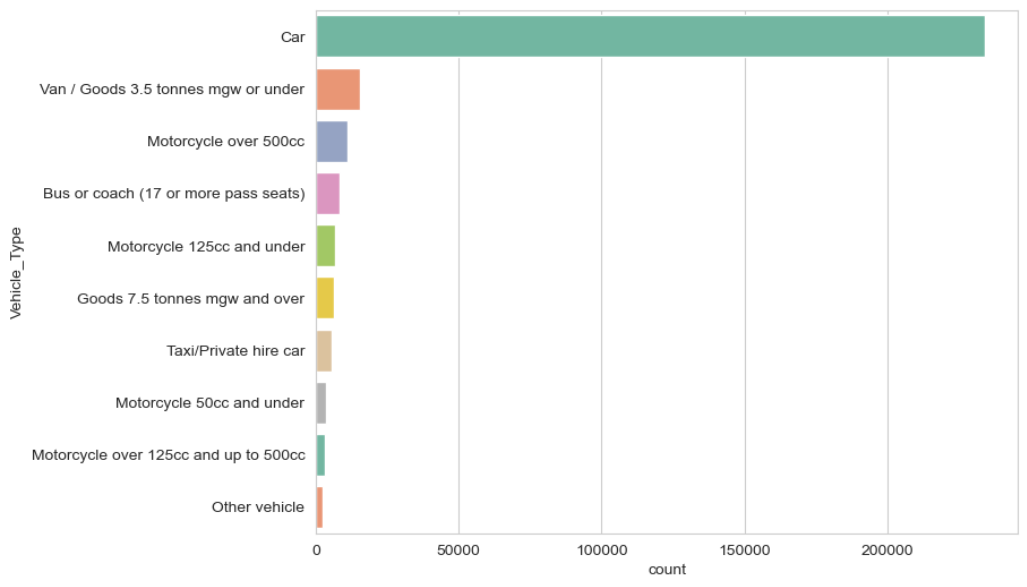 Car
Van / Goods 3.5 tonnes mgw or under
Motorcycle over 500cc
Bus or coach (17 or more pass seats)
Motorcycle 125cc and under
Goods 7.5 tonnes mgw and over
Taxi/Private hire car
Motorcycle 50cc and under
Motorcycle over 125cc and up to 500cc
Other vehicle
Vehicle_Type
0 50000 100000 150000 200000
count